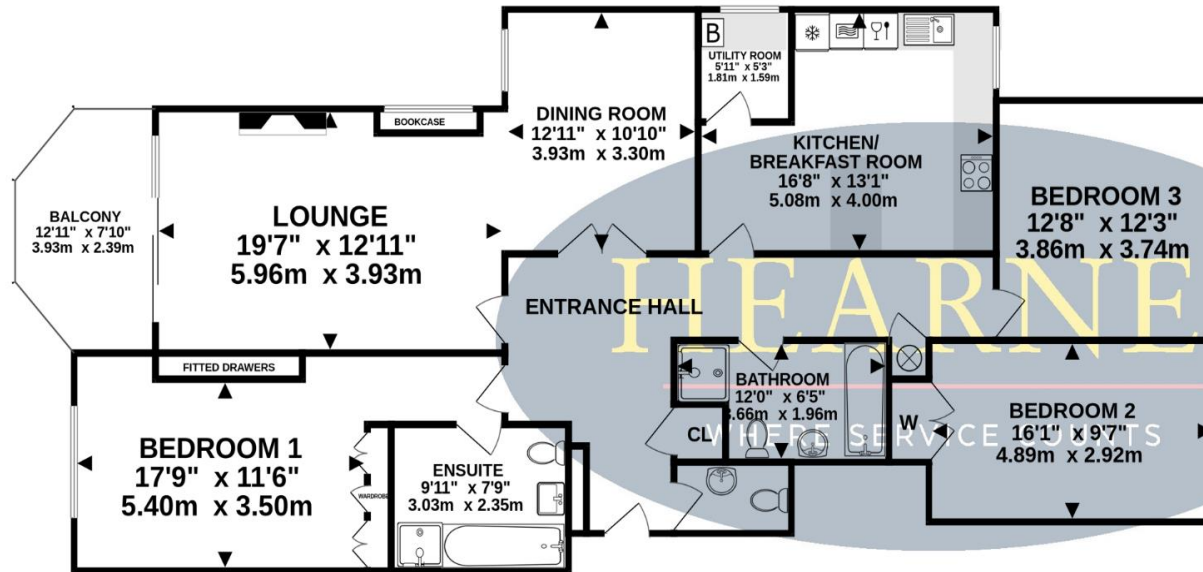 B
UTILITY ROOM
5'11" x 5'3"
1.81m x 1.59m
DINING ROOM
12'11" x 10'10"
3.93m x 3.30m
BOOKCASE
KITCHEN/
BREAKFAST ROOM
16'8" x 13'1"
5.08m x 4.00m
BEDROOM 3
12'8" x 12'3"
3.86m x 3.74m
BALCONY
12'11" x 7'10"
3.93m x 2.39m
LOUNGE
19'7" x 12'11"
5.96m x 3.93m
HEARNE
ENTRANCE HALL
FITTED DRAWERS
BATHROOM
12'0" x 6'5"
3.66m x 1.96m
CL
W
WHERE SERVICE COUNTS
BEDROOM 2
16'1" x 9'7"
4.89m x 2.92m
BEDROOM 1
17'9" x 11'6"
5.40m x 3.50m
WARDROBE
ENSUITE
9'11" x 7'9"
3.03m x 2.35m